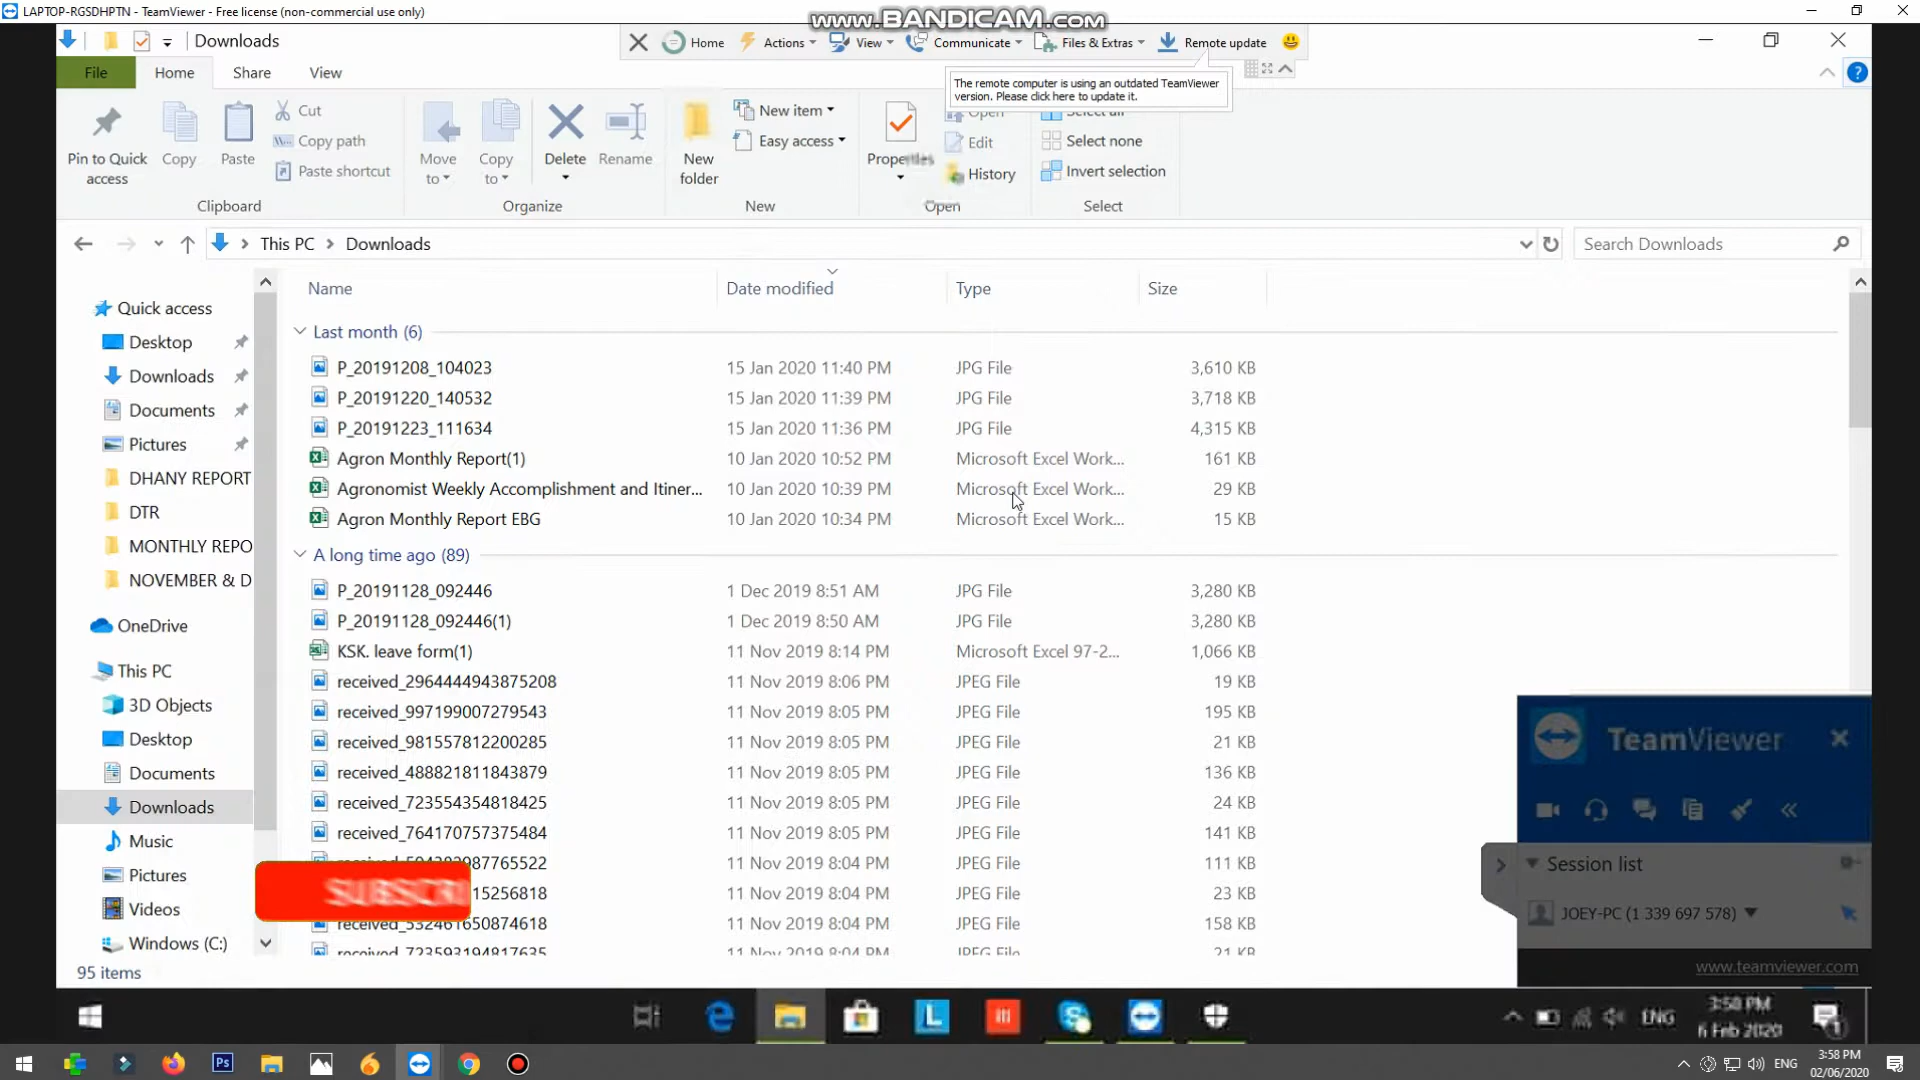 LAPTOP-RGSDHPTN - TeamViewer - Free license (non-commercial use only)
www.BANDICAM.com
Downloads
Home Actions View Communicate Files & Extras Remote update
The remote computer is using an outdated TeamViewer
version. Please click here to update it.
File Home Share View
Pin to Quick
access
Copy
Paste
Cut
Copy path
Paste shortcut
Move
to
Copy
to
Delete
Rename
New
folder
New item
Easy access
Properties
Open
Edit
History
Select all
Select none
Invert selection
Clipboard Organize New Open Select
This PC Downloads
Search Downloads
Name Date modified Type Size
Quick access
Desktop
Downloads
Documents
Pictures
DHANY REPORT
DTR
MONTHLY REPO
NOVEMBER & D
OneDrive
This PC
3D Objects
Desktop
Documents
Downloads
Music
Pictures
Videos
Windows (C:)
Last month (6)
P_20191208_104023 15 Jan 2020 11:40 PM JPG File 3,610 KB
P_20191220_140532 15 Jan 2020 11:39 PM JPG File 3,718 KB
P_20191223_111634 15 Jan 2020 11:36 PM JPG File 4,315 KB
Agron Monthly Report(1) 10 Jan 2020 10:52 PM Microsoft Excel Work... 161 KB
Agronomist Weekly Accomplishment and Itiner... 10 Jan 2020 10:39 PM Microsoft Excel Work... 29 KB
Agron Monthly Report EBG 10 Jan 2020 10:34 PM Microsoft Excel Work... 15 KB
A long time ago (89)
P_20191128_092446 1 Dec 2019 8:51 AM JPG File 3,280 KB
P_20191128_092446(1) 1 Dec 2019 8:50 AM JPG File 3,280 KB
KSK. leave form(1) 11 Nov 2019 8:14 PM Microsoft Excel 97-2... 1,066 KB
received_2964444943875208 11 Nov 2019 8:06 PM JPEG File 19 KB
received_997199007279543 11 Nov 2019 8:05 PM JPEG File 195 KB
received_981557812200285 11 Nov 2019 8:05 PM JPEG File 21 KB
received_488821811843879 11 Nov 2019 8:05 PM JPEG File 136 KB
received_723554354818425 11 Nov 2019 8:05 PM JPEG File 24 KB
received_764170757375484 11 Nov 2019 8:05 PM JPEG File 141 KB
11 Nov 2019 8:04 PM JPEG File 111 KB
15256818 11 Nov 2019 8:04 PM JPEG File 23 KB
received_532461650874618 11 Nov 2019 8:04 PM JPEG File 158 KB
received_723593194817635 11 Nov 2019 8:04 PM JPEG File 21 KB
SUBSCRI
95 items
TeamViewer
Session list
JOEY-PC (1 339 697 578)
www.teamviewer.com
ENG
3:58 PM
6 Feb 2020
1
Ps
ENG
3:58 PM
02/06/2020